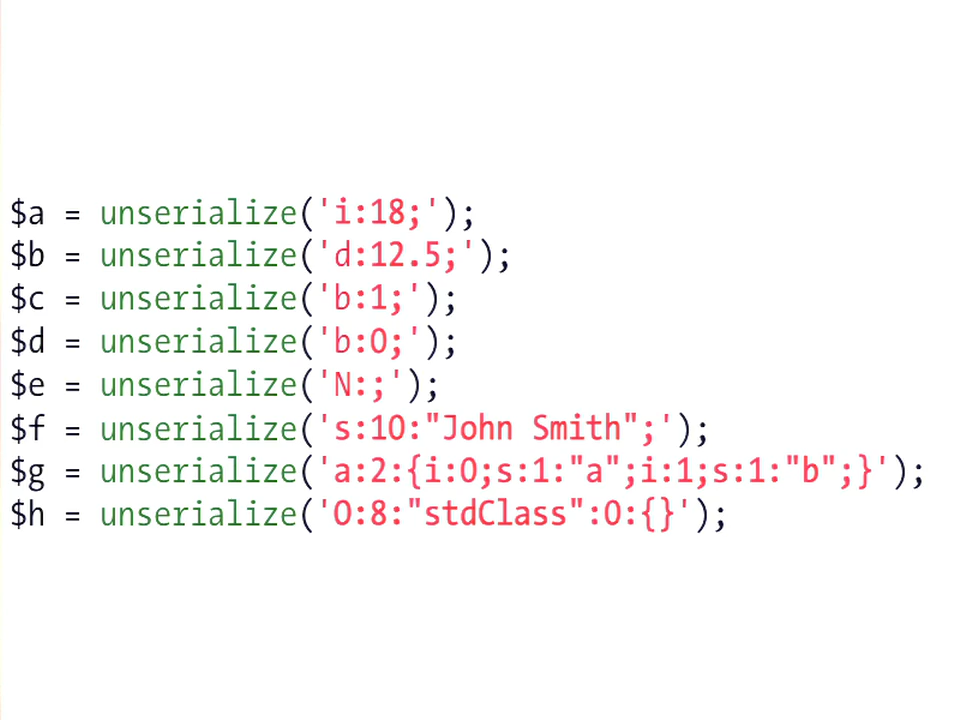 $a = unserialize('i:18;');
$b = unserialize('d:12.5;');
$c = unserialize('b:1;');
$d = unserialize('b:0;');
$e = unserialize('N:;');
$f = unserialize('s:10:"John Smith";');
$g = unserialize('a:2:{i:0;s:1:"a";i:1;s:1:"b";}');
$h = unserialize('O:8:"stdClass":0:{}');